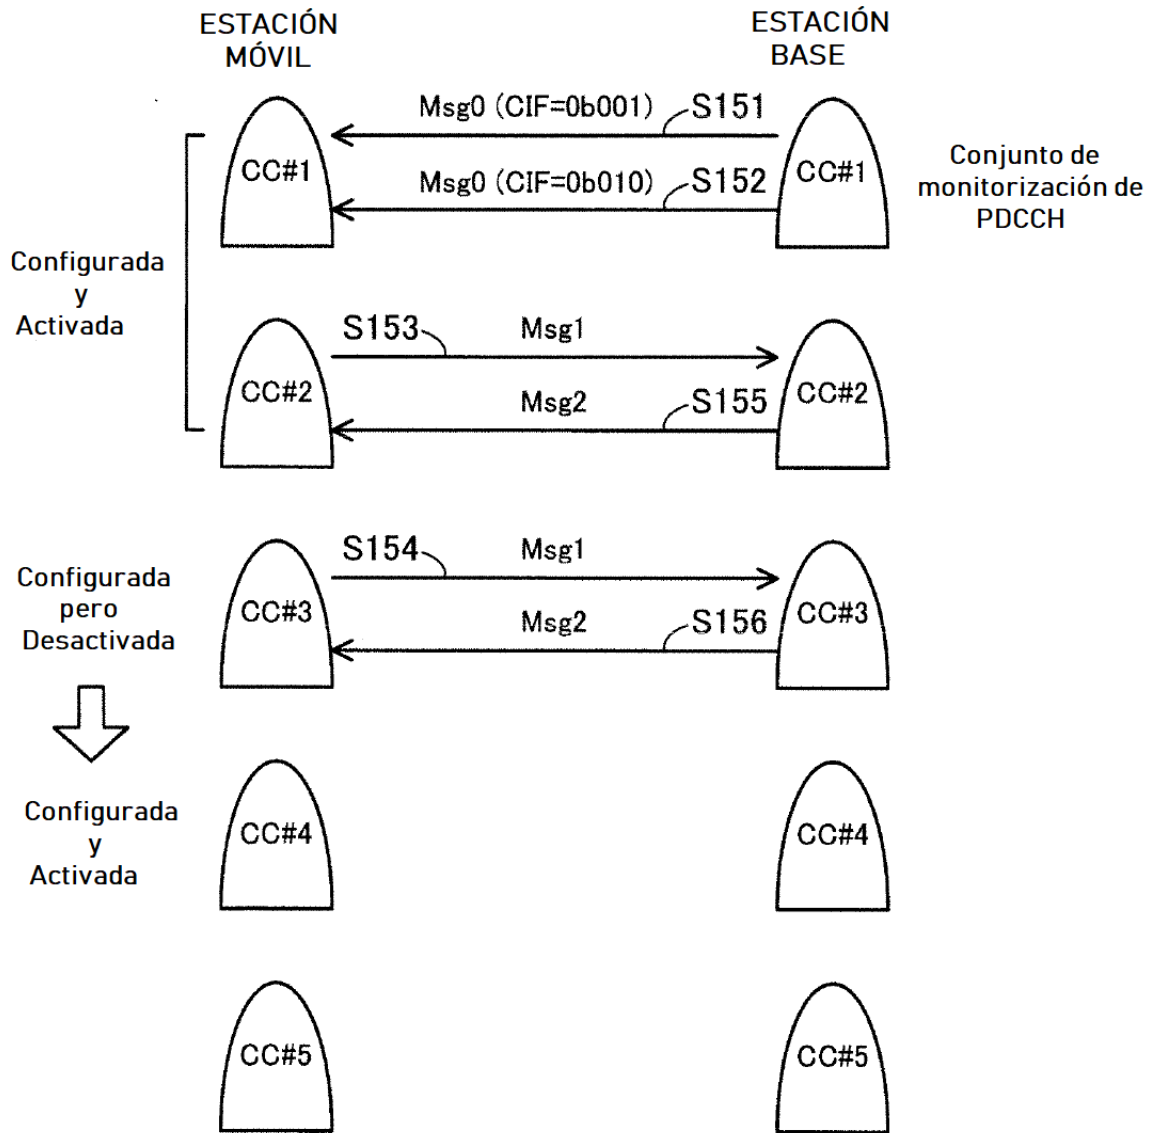 ESTACIÓN
MÓVIL
ESTACIÓN
BASE
Msg0 (CIF=0b001)
S151
CC#1
CC#1
Msg0 (CIF=0b010)
S152
Conjunto de
monitorización de
PDCCH
Configurada
y
Activada
S153
Msg1
CC#2
CC#2
Msg2
S155
S154
Msg1
Configurada
pero
Desactivada
CC#3
CC#3
Msg2
S156
Configurada
y
Activada
CC#4
CC#4
CC#5
CC#5